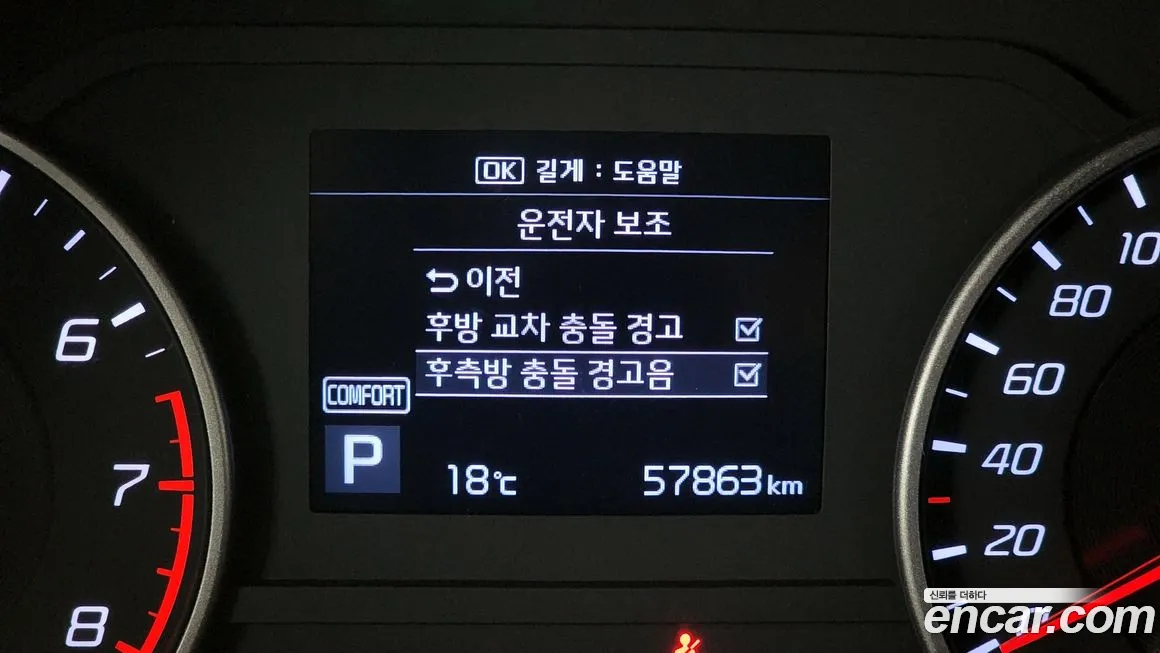 OK 길게 : 도움말
운전자 보조
이전
후방 교차 충돌 경고
후측방 충돌 경고음
COMFORT
P
18℃ 57863 km
6
7
8
100
80
60
40
20
신뢰를 더하다
encar.com